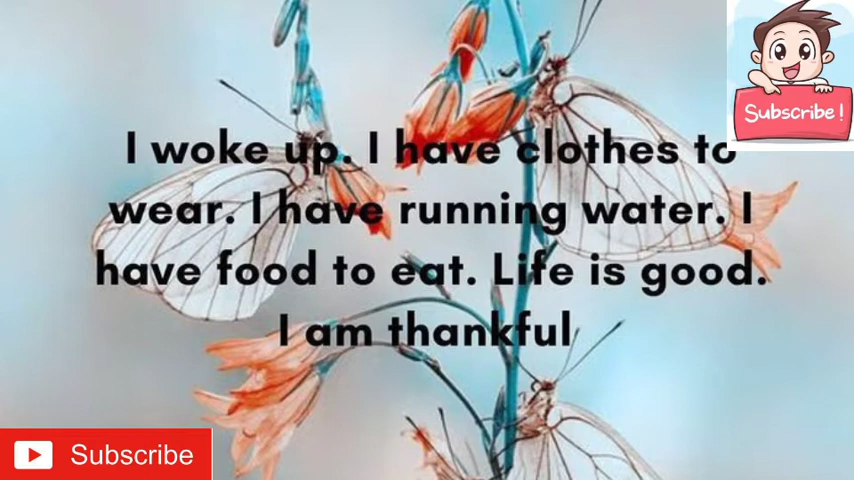 Subscribe!
I woke up. I have clothes to
wear. I have running water. I
have food to eat. Life is good.
I am thankful
Subscribe